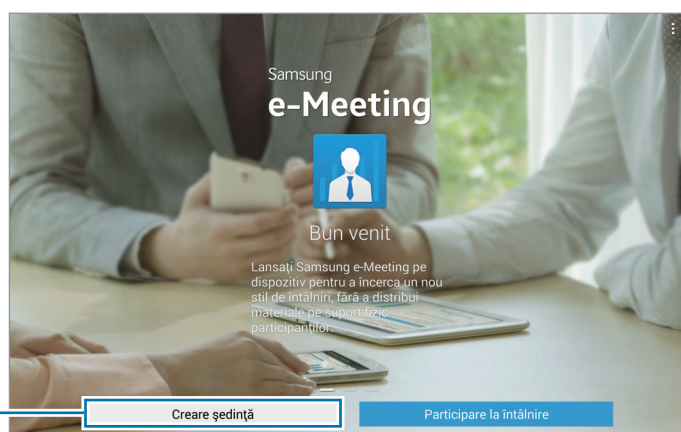 Samsung
e-Meeting
Bun venit
Lansaţi Samsung e-Meeting pe
dispozitiv pentru a încerca un nou
stil de întâlniri, fără a distribui
materiale pe suport fizic
participanţilor.
Creare şedinţă
Participare la întâlnire